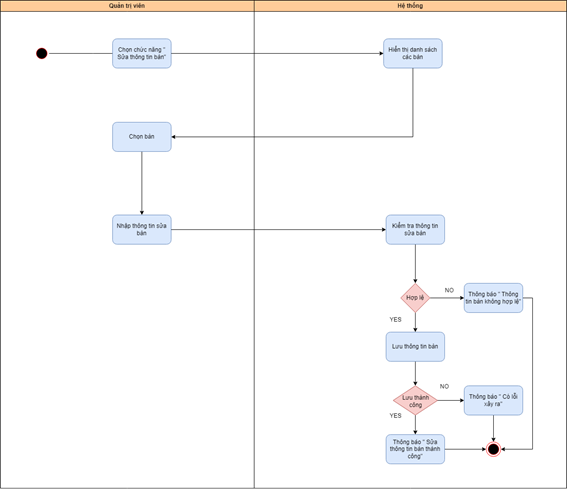 Quản trị viên
Hệ thống
Chọn chức năng "
Sửa thông tin bàn"
Hiển thị danh sách
các bàn
Chọn bàn
Nhập thông tin sửa
bàn
Kiểm tra thông tin
sửa bàn
Hợp lệ
NO
Thông báo " Thông
tin bàn không hợp lệ"
YES
Lưu thông tin bàn
Lưu thành
công
NO
Thông báo " Có lỗi
xảy ra"
YES
Thông báo " Sửa
thông tin bàn thành
công"